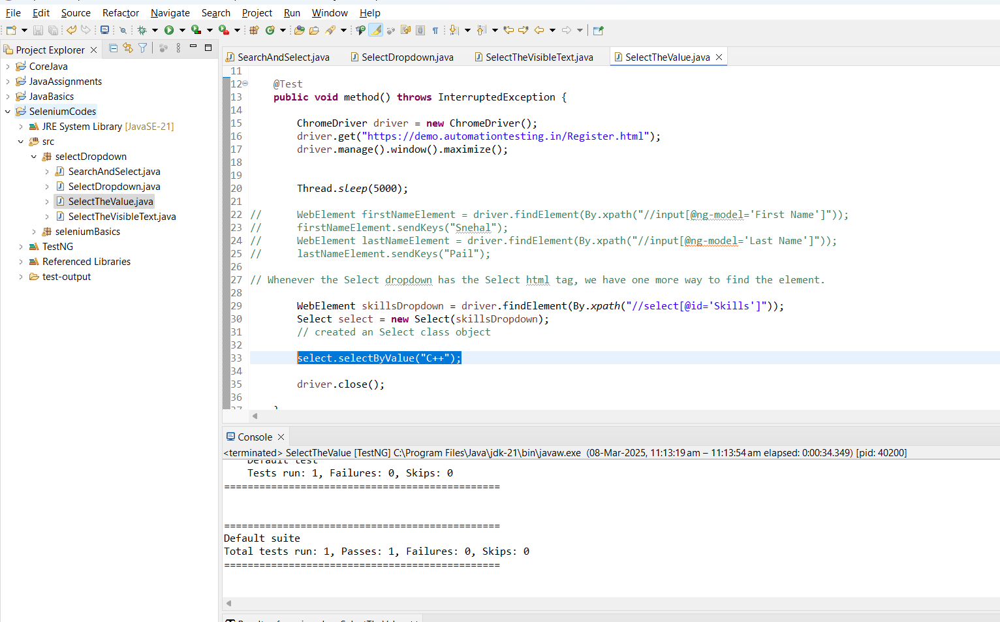 File Edit Source Refactor Navigate Search Project Run Window Help
Project Explorer
CoreJava
JavaAssignments
JavaBasics
SeleniumCodes
JRE System Library [JavaSE-21]
src
selectDropdown
SearchAndSelect.java
SelectDropdown.java
SelectTheValue.java
SelectTheVisibleText.java
seleniumBasics
TestNG
Referenced Libraries
test-output
SearchAndSelect.java SelectDropdown.java SelectTheVisibleText.java SelectTheValue.java
11
12 @Test
13 public void method() throws InterruptedException {
14
15 ChromeDriver driver = new ChromeDriver();
16 driver.get("https://demo.automationtesting.in/Register.html");
17 driver.manage().window().maximize();
18
19
20 Thread.sleep(5000);
21
22 // WebElement firstNameElement = driver.findElement(By.xpath("//input[@ng-model='First Name']"));
23 // firstNameElement.sendKeys("Snehal");
24 // WebElement lastNameElement = driver.findElement(By.xpath("//input[@ng-model='Last Name']"));
25 // lastNameElement.sendKeys("Pail");
26
27 // Whenever the Select dropdown has the Select html tag, we have one more way to find the element.
28
29 WebElement skillsDropdown = driver.findElement(By.xpath("//select[@id='Skills']"));
30 Select select = new Select(skillsDropdown);
31 // created an Select class object
32
33 select.selectByValue("C++");
34
35 driver.close();
36
37 }
Console
<terminated> SelectTheValue [TestNG] C:\Program Files\Java\jdk-21\bin\javaw.exe (08-Mar-2025, 11:13:19 am – 11:13:54 am elapsed: 0:00:34.349) [pid: 40200]
Default test
Tests run: 1, Failures: 0, Skips: 0
===============================================
===============================================
Default suite
Total tests run: 1, Passes: 1, Failures: 0, Skips: 0
===============================================